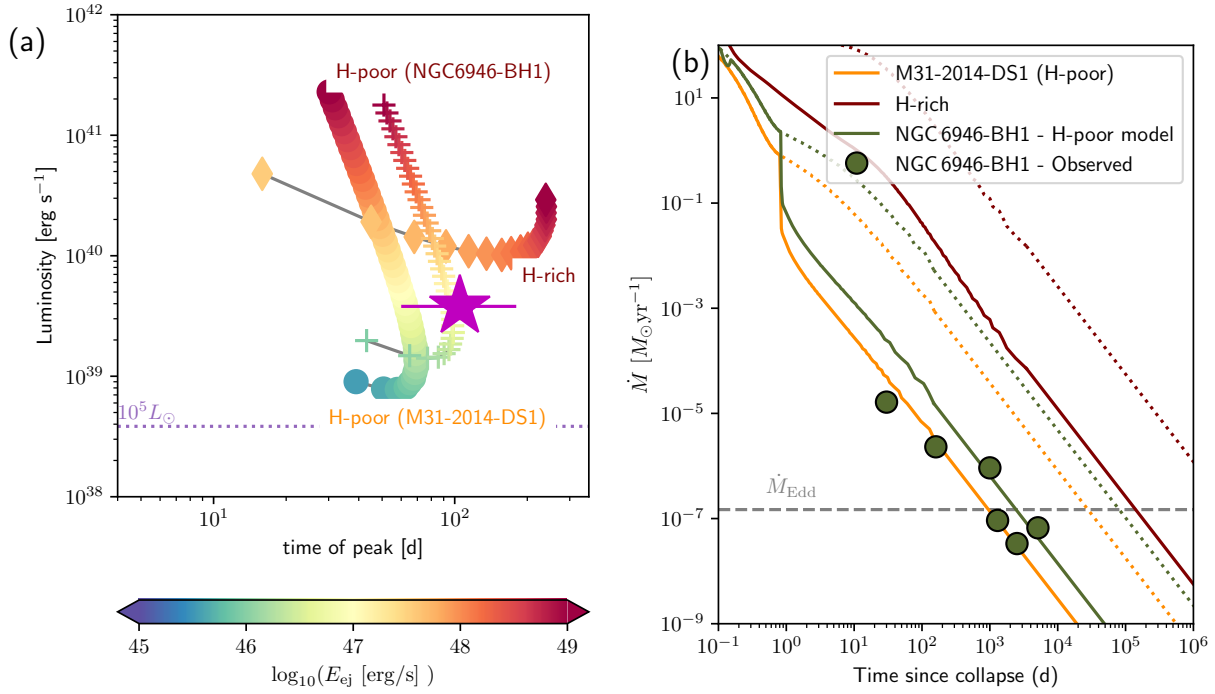 (a)
10^42
10^41
10^40
10^39
10^38
Luminosity [erg s^−1]
H-poor (NGC6946-BH1)
H-rich
H-poor (M31-2014-DS1)
10^5 L_⊙
10^1
10^2
time of peak [d]
45
46
47
48
49
log_10(E_ej [erg/s] )
(b)
M31-2014-DS1 (H-poor)
H-rich
NGC 6946-BH1 - H-poor model
NGC 6946-BH1 - Observed
10^1
10^−1
10^−3
10^−5
10^−7
10^−9
Ṁ [M_⊙ yr^−1]
Ṁ_Edd
10^−1
10^0
10^1
10^2
10^3
10^4
10^5
10^6
Time since collapse (d)